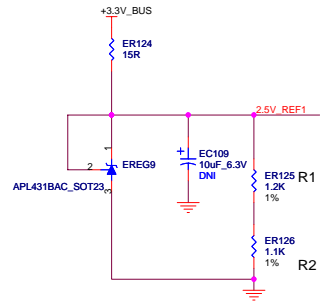 +3.3V_BUS
ER124
15R
2.5V_REF1
1
2
EREG9
3
APL431BAC_SOT23
+
EC109
10uF_6.3V
DNI
ER125
1.2K
1%
R1
ER126
1.1K
1%
R2